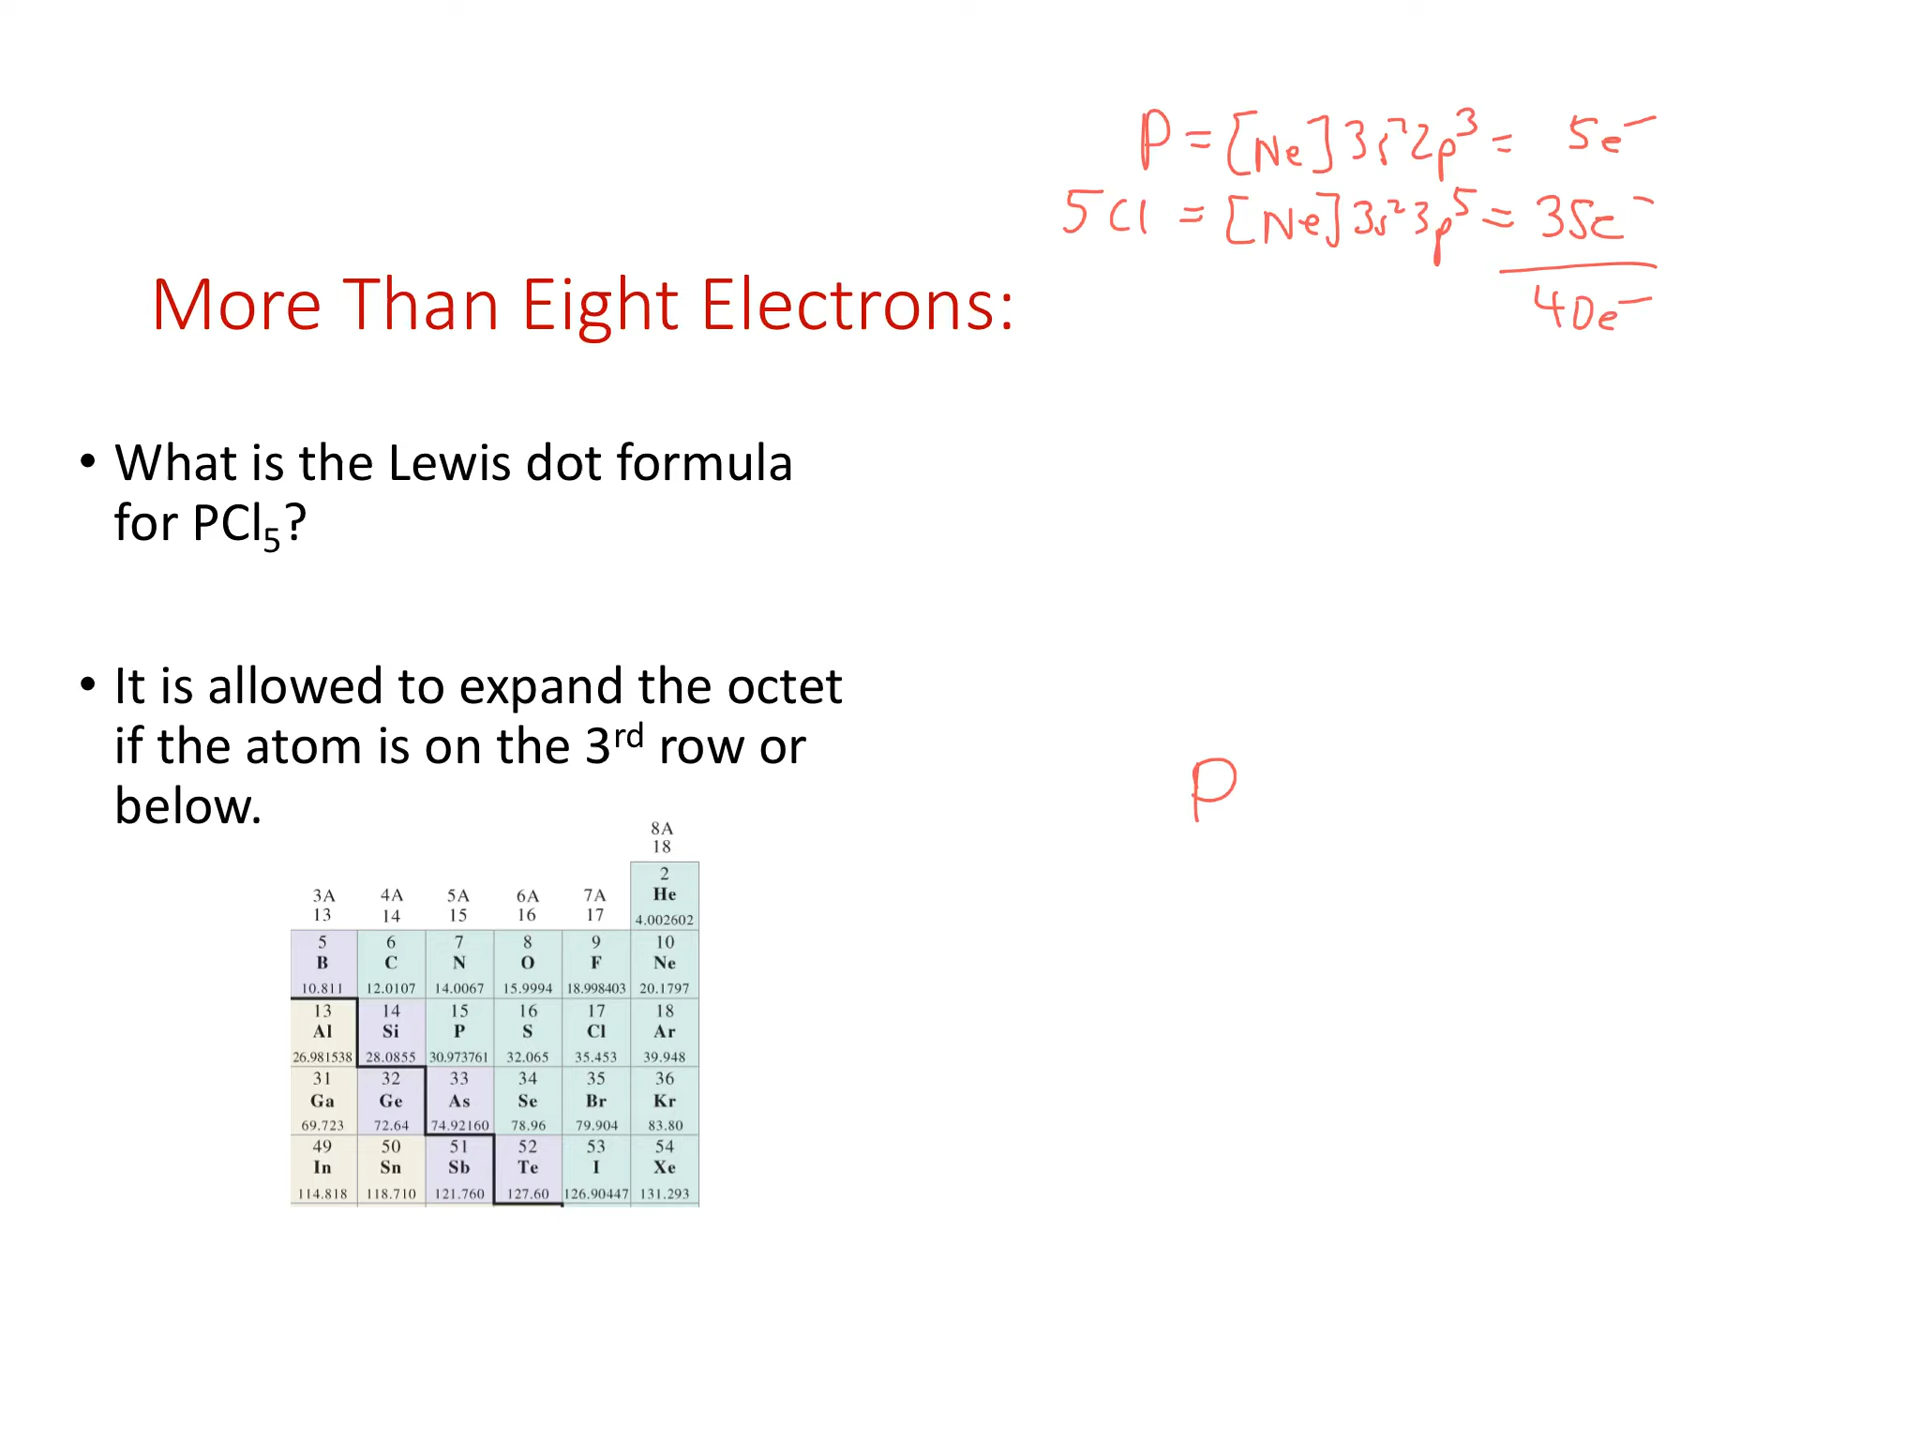 P = [Ne] 3s²2p³ = 5e⁻
5Cl = [Ne] 3s²3p⁵ = 35e⁻
40e⁻
More Than Eight Electrons:
• What is the Lewis dot formula
for PCl₅?
• It is allowed to expand the octet
if the atom is on the 3ʳᵈ row or
below.
P
8A
18
2
He
4.002602
3A 4A 5A 6A 7A
13 14 15 16 17
5 6 7 8 9 10
B C N O F Ne
10.811 12.0107 14.0067 15.9994 18.998403 20.1797
13 14 15 16 17 18
Al Si P S Cl Ar
26.981538 28.0855 30.973761 32.065 35.453 39.948
31 32 33 34 35 36
Ga Ge As Se Br Kr
69.723 72.64 74.92160 78.96 79.904 83.80
49 50 51 52 53 54
In Sn Sb Te I Xe
114.818 118.710 121.760 127.60 126.90447 131.293